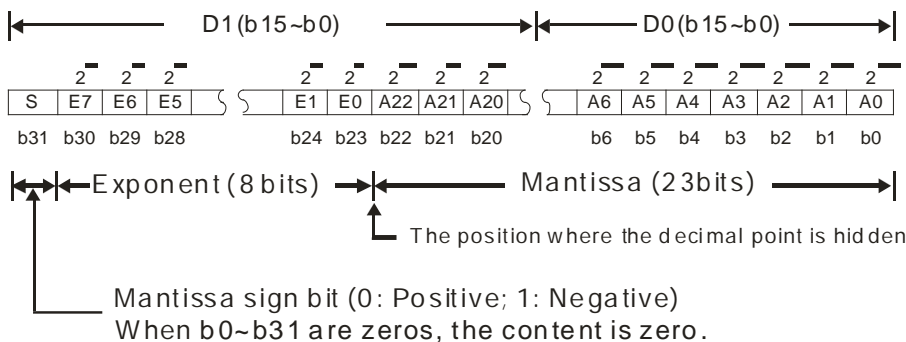 D1(b15~b0) D0(b15~b0)
2 2 2 2 2 2 2 2 2 2 2 2 2 2 2 2
S E7 E6 E5 E1 E0 A22 A21 A20 A6 A5 A4 A3 A2 A1 A0
b31 b30 b29 b28 b24 b23 b22 b21 b20 b6 b5 b4 b3 b2 b1 b0
Exponent (8 bits) Mantissa (23bits)
The position where the decimal point is hidden
Mantissa sign bit (0: Positive; 1: Negative)
When b0~b31 are zeros, the content is zero.